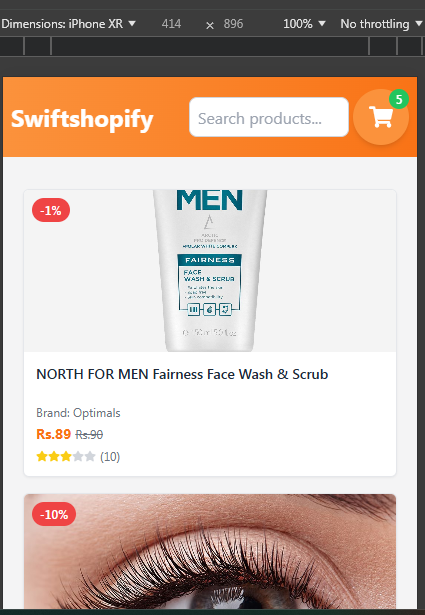 Dimensions: iPhone XR ▼ 414 × 896 100% ▼ No throttling ▼
Swiftshopify
Search products...
5
-1%
MEN
ARCTIC
FAIRNESS
FACE
WASH & SCRUB
NORTH FOR MEN Fairness Face Wash & Scrub
Brand: Optimals
Rs.89 Rs.90
(10)
-10%